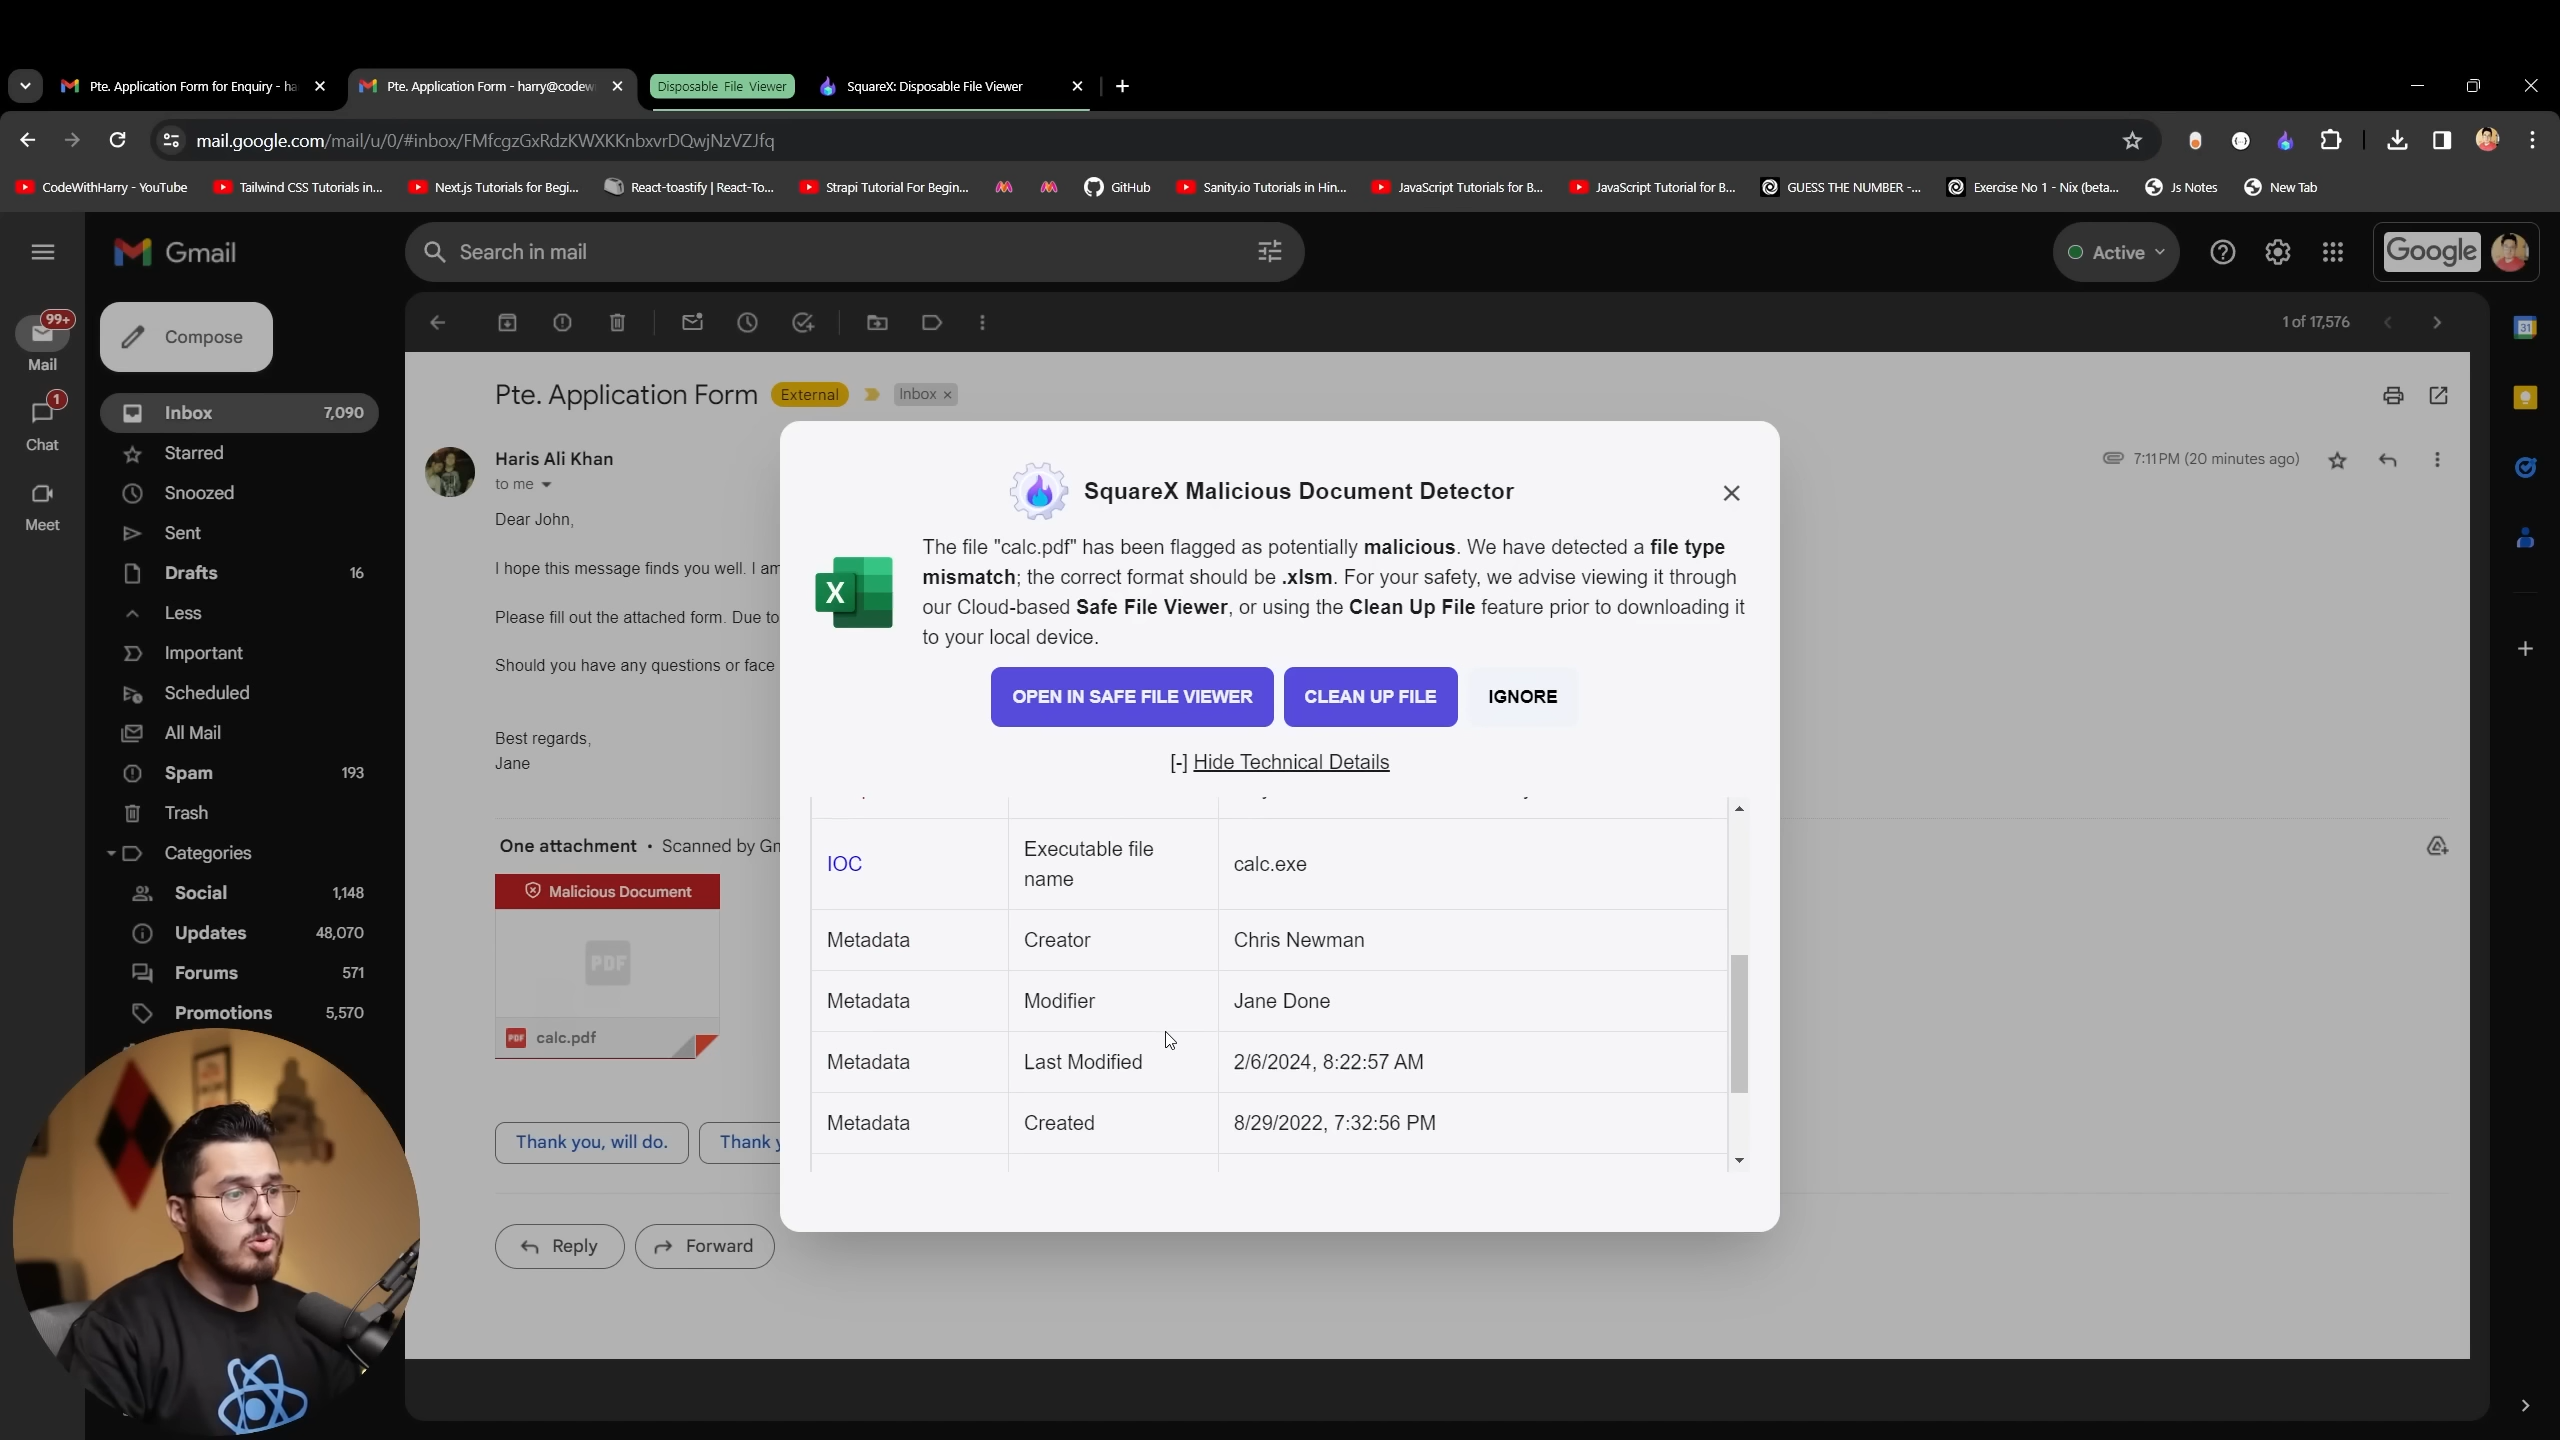 Pte. Application Form for Enquiry - ha
Pte. Application Form - harry@codew
Disposable File Viewer
SquareX: Disposable File Viewer
mail.google.com/mail/u/0/#inbox/FMfcgzGxRdzKWXKKnbxvrDQwjNzVZJfq
CodeWithHarry - YouTube
Tailwind CSS Tutorials in...
Next.js Tutorials for Begi...
React-toastify | React-To...
Strapi Tutorial For Begin...
GitHub
Sanity.io Tutorials in Hin...
JavaScript Tutorials for B...
JavaScript Tutorial for B...
GUESS THE NUMBER -...
Exercise No 1 - Nix (beta...
Js Notes
New Tab
Gmail
Search in mail
Active
Google
99+
Mail
1
Chat
Meet
Compose
Inbox 7,090
Starred
Snoozed
Sent
Drafts 16
Less
Important
Scheduled
All Mail
Spam 193
Trash
Categories
Social 1,148
Updates 48,070
Forums 571
Promotions 5,570
1 of 17,576
31
Pte. Application Form External Inbox ×
Haris Ali Khan
to me
7:11 PM (20 minutes ago)
Dear John,
I hope this message finds you well. I am
Please fill out the attached form. Due to
Should you have any questions or face
Best regards,
Jane
One attachment • Scanned by Gm
Malicious Document
PDF
PDF calc.pdf
Thank you, will do.
Thank y
Reply
Forward
SquareX Malicious Document Detector
X
The file "calc.pdf" has been flagged as potentially malicious. We have detected a file type
mismatch; the correct format should be .xlsm. For your safety, we advise viewing it through
our Cloud-based Safe File Viewer, or using the Clean Up File feature prior to downloading it
to your local device.
OPEN IN SAFE FILE VIEWER
CLEAN UP FILE
IGNORE
[-] Hide Technical Details
IOC Executable file name calc.exe
Metadata Creator Chris Newman
Metadata Modifier Jane Done
Metadata Last Modified 2/6/2024, 8:22:57 AM
Metadata Created 8/29/2022, 7:32:56 PM